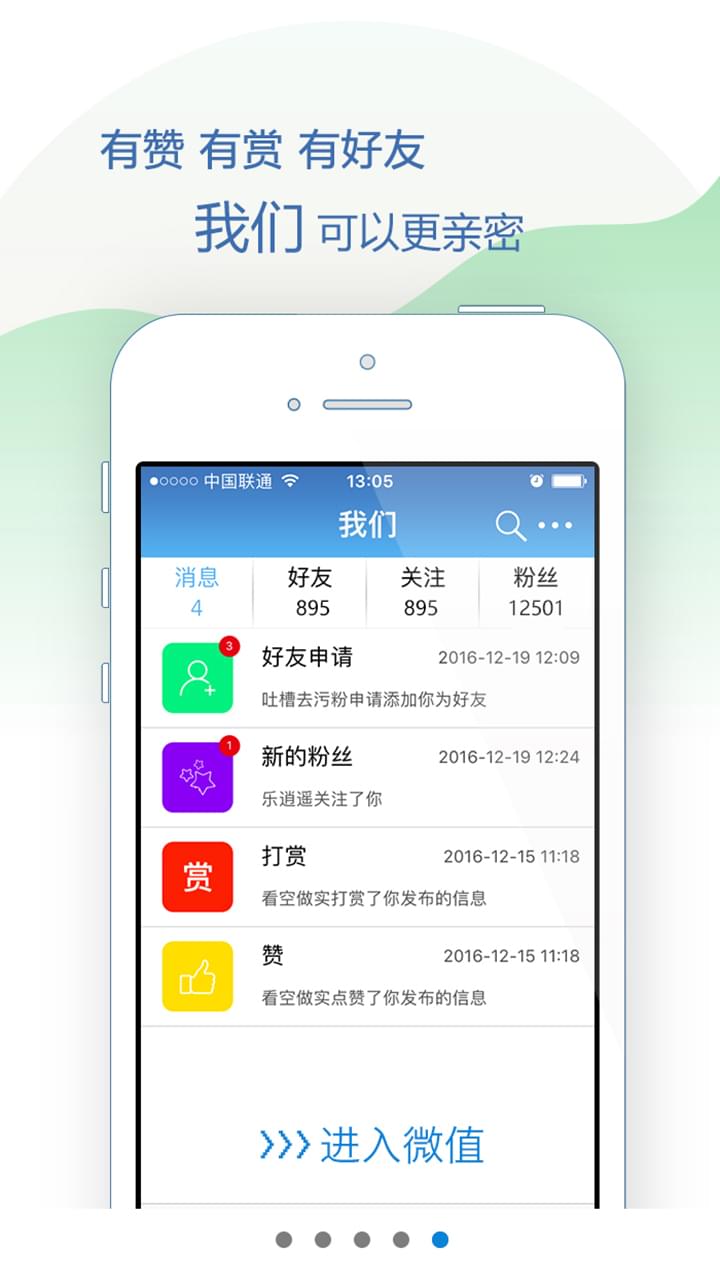 有赞 有赏 有好友
我们 可以更亲密
中国联通 13:05
我们
消息 好友 关注 粉丝
4 895 895 12501
3
好友申请 2016-12-19 12:09
吐槽去污粉申请添加你为好友
1
新的粉丝 2016-12-19 12:24
乐逍遥关注了你
赏
打赏 2016-12-15 11:18
看空做实打赏了你发布的信息
赞 2016-12-15 11:18
看空做实点赞了你发布的信息
进入微值